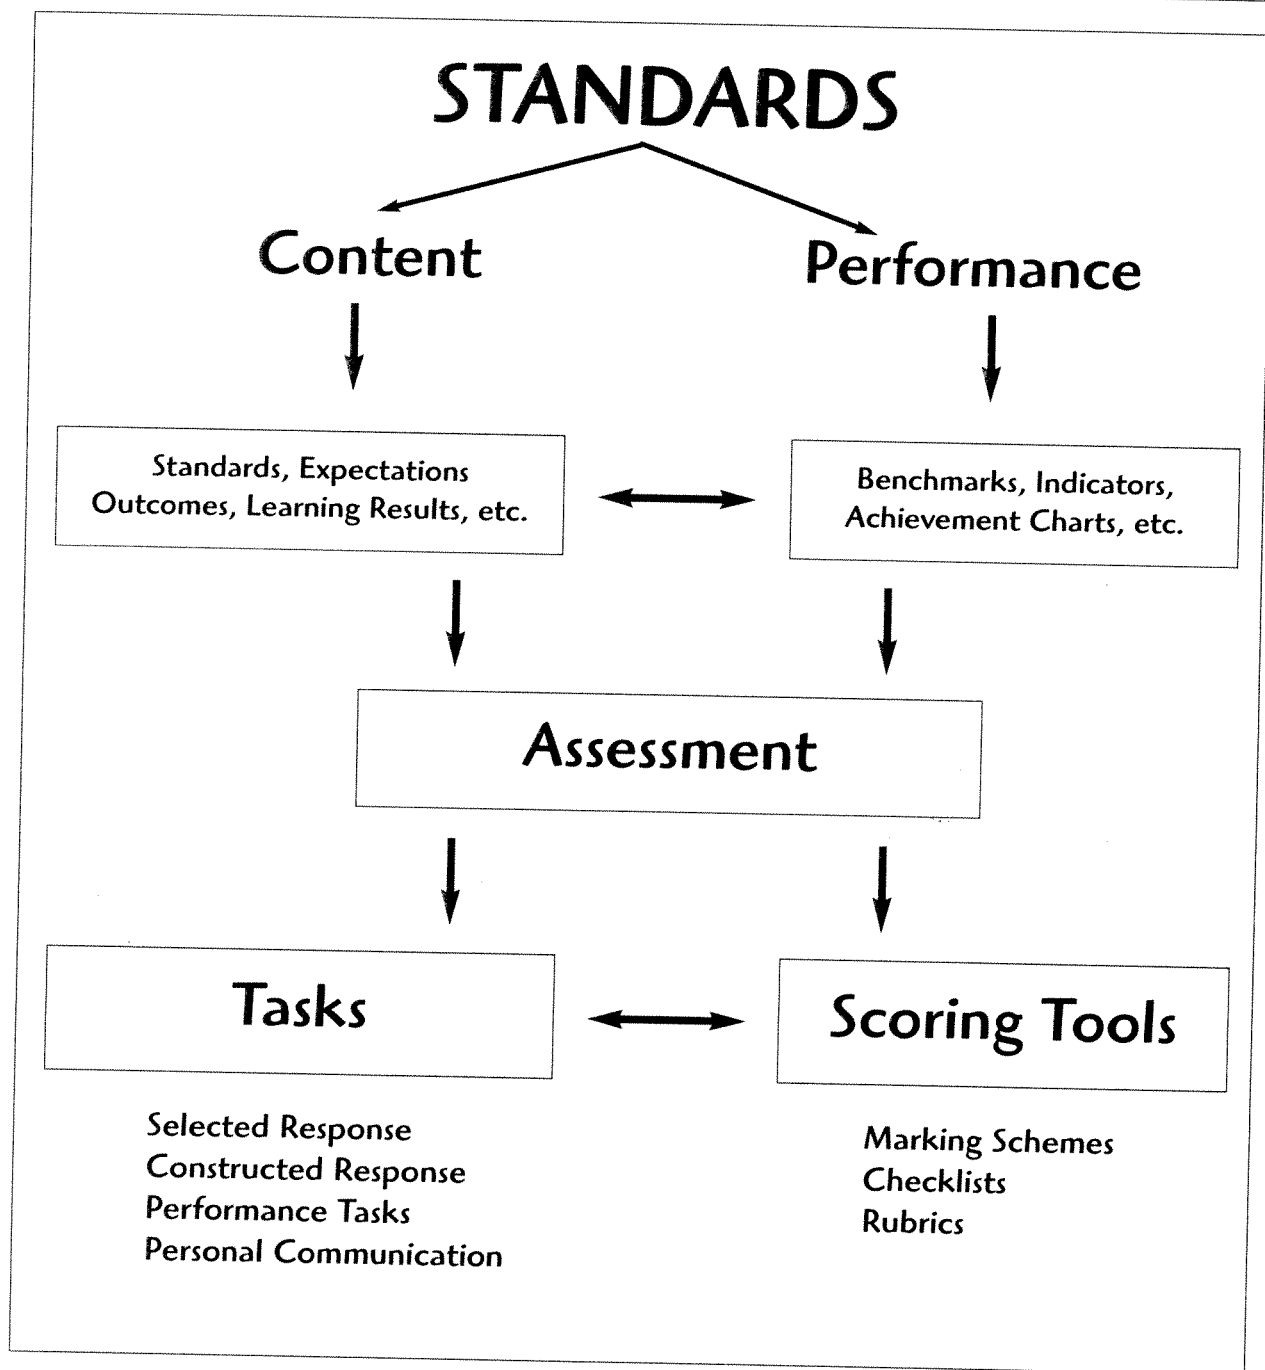 STANDARDS
Content
Performance
Standards, Expectations
Outcomes, Learning Results, etc.
Benchmarks, Indicators,
Achievement Charts, etc.
Assessment
Tasks
Scoring Tools
Selected Response
Constructed Response
Performance Tasks
Personal Communication
Marking Schemes
Checklists
Rubrics